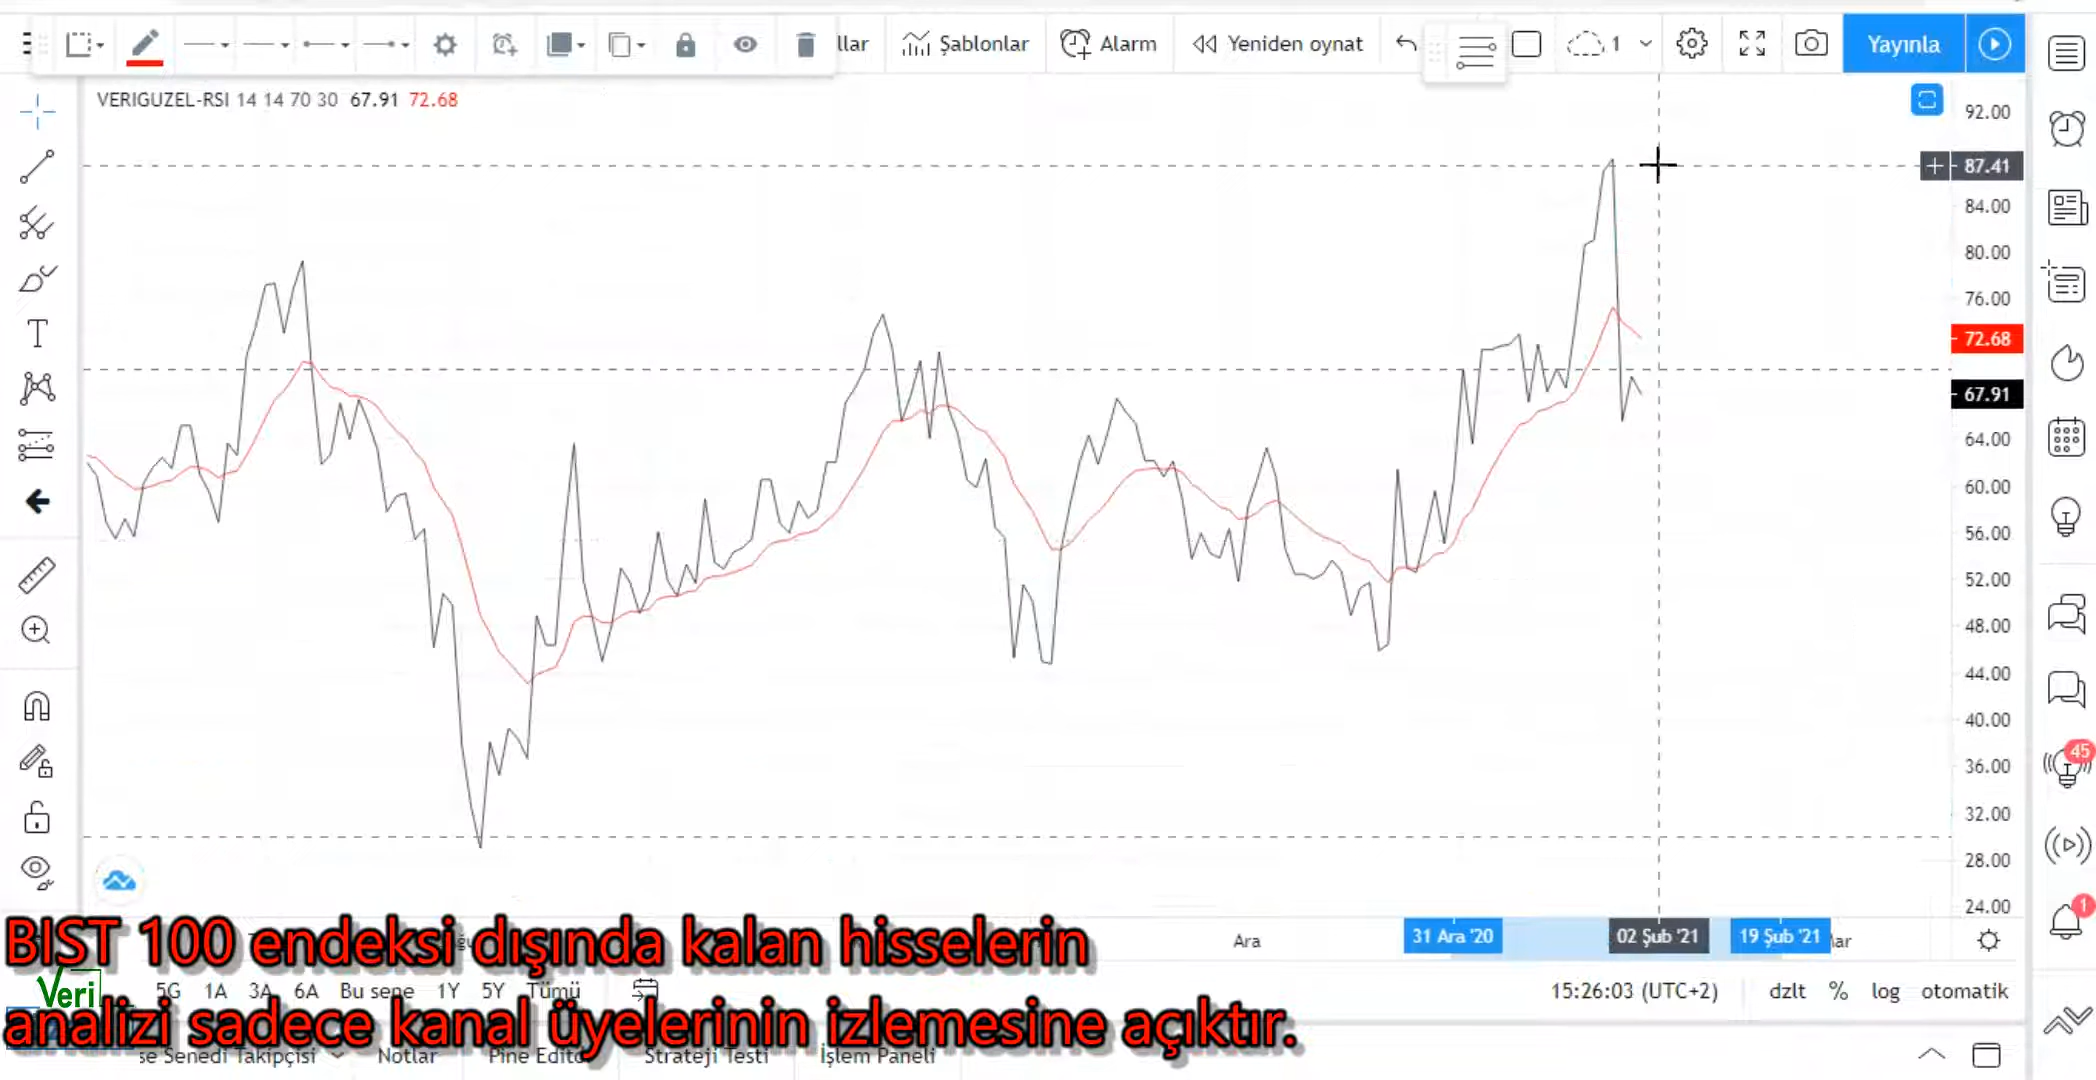 llar Şablonlar Alarm Yeniden oynat 1 Yayınla
VERIGUZEL-RSI 14 14 70 30 67.91 72.68
92.00
87.41
84.00
80.00
76.00
72.68
67.91
64.00
60.00
56.00
52.00
48.00
44.00
40.00
36.00
32.00
28.00
24.00
45
1
Ara 31 Ara '20 02 Şub '21 19 Şub '21
BIST 100 endeksi dışında kalan hisselerin
Veri
5G 1A 3A 6A Bu sene 1Y 5Y Tümü 15:26:03 (UTC+2) dzlt % log otomatik
analizi sadece kanal üyelerinin izlemesine açıktır.
se Senedi Takipçisi Notlar Pine Edito Strateji Testi İşlem Paneli